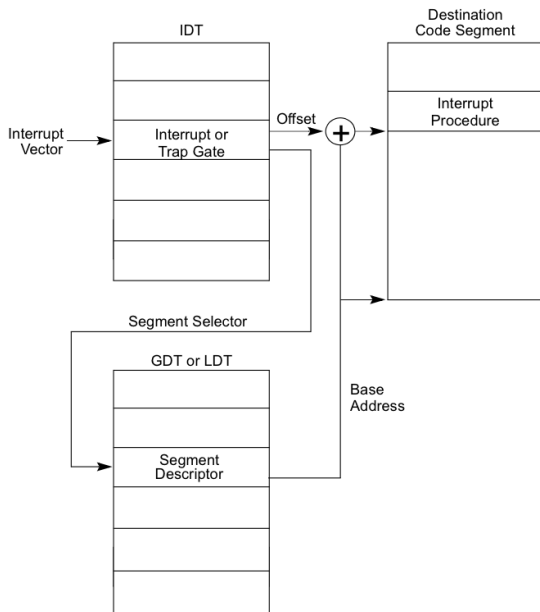 IDT
Destination
Code Segment
Interrupt
Vector
Interrupt or
Trap Gate
Offset
+
Interrupt
Procedure
Segment Selector
GDT or LDT
Base
Address
Segment
Descriptor